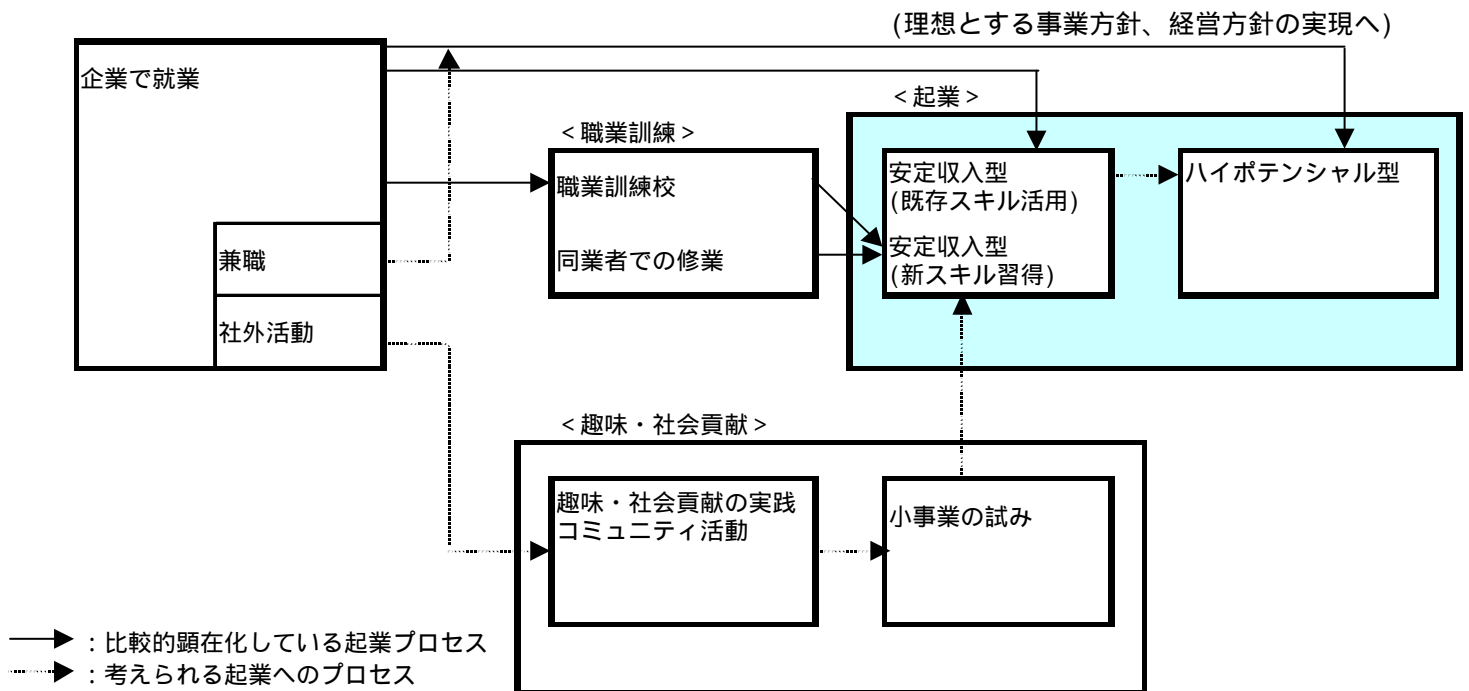 (理想とする事業方針、経営方針の実現へ)
企業で就業
<起業>
<職業訓練>
職業訓練校
同業者での修業
安定収入型
(既存スキル活用)
安定収入型
(新スキル習得)
ハイポテンシャル型
兼職
社外活動
<趣味・社会貢献>
趣味・社会貢献の実践
コミュニティ活動
小事業の試み
:比較的顕在化している起業プロセス
:考えられる起業へのプロセス